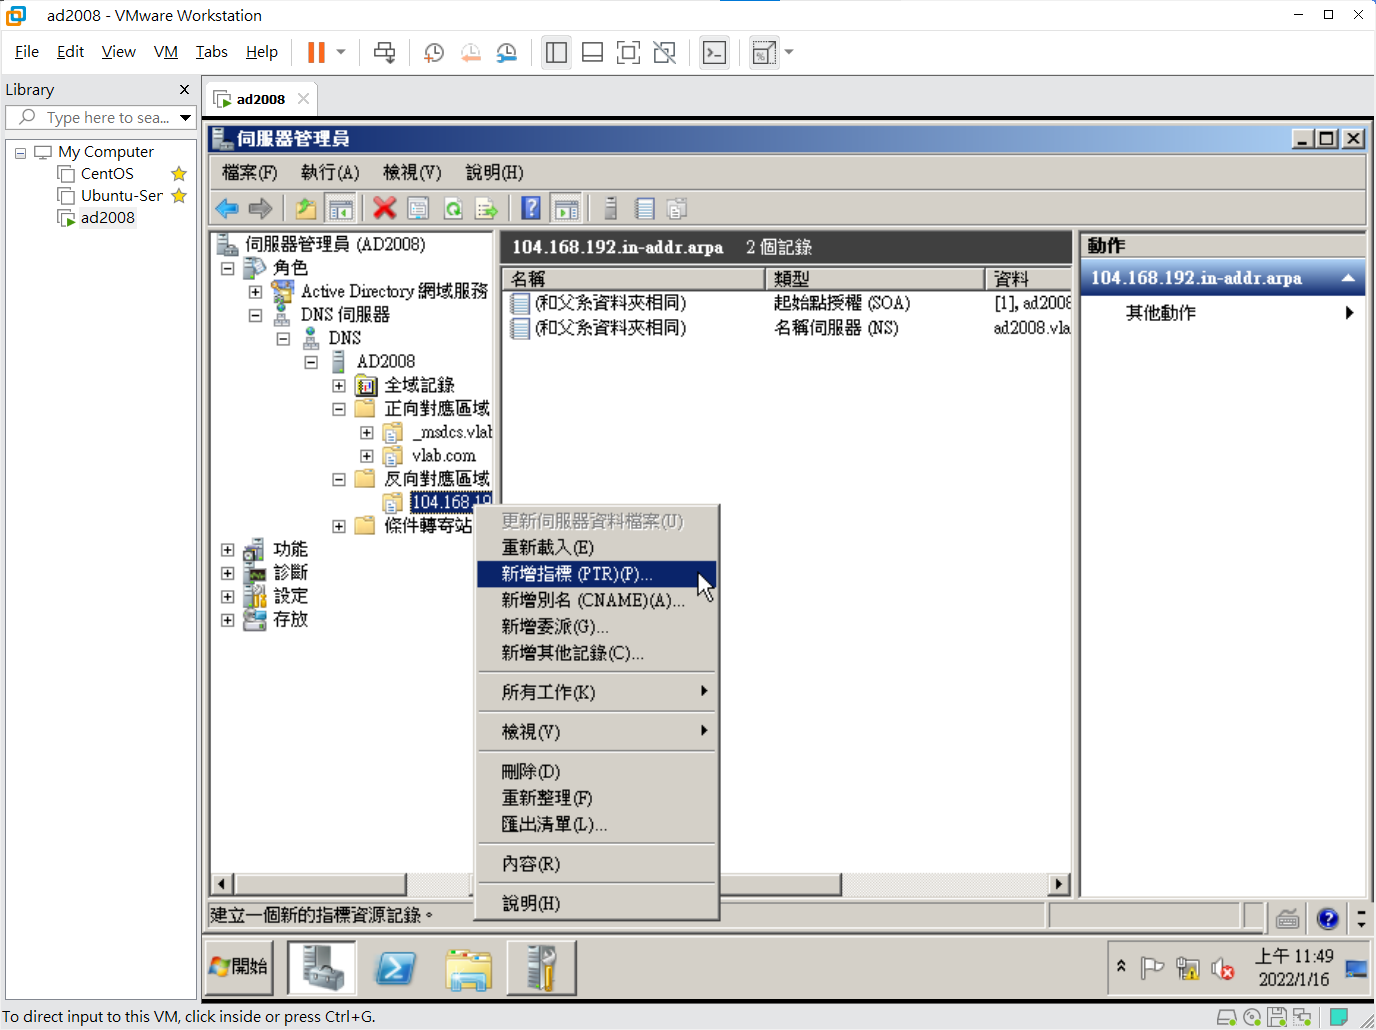 ad2008 - VMware Workstation
File Edit View VM Tabs Help
Library
Type here to sea...
My Computer
CentOS
Ubuntu-Ser
ad2008
ad2008
伺服器管理員
檔案(F) 執行(A) 檢視(V) 說明(H)
伺服器管理員 (AD2008)
角色
Active Directory 網域服務
DNS 伺服器
DNS
AD2008
全域記錄
正向對應區域
_msdcs.vlab
vlab.com
反向對應區域
104.168.19
條件轉寄站
功能
診斷
設定
存放
104.168.192.in-addr.arpa 2 個記錄
名稱 類型 資料
(和父系資料夾相同) 起始點授權 (SOA) [1], ad2008
(和父系資料夾相同) 名稱伺服器 (NS) ad2008.vla
動作
104.168.192.in-addr.arpa
其他動作
更新伺服器資料檔案(U)
重新載入(E)
新增指標 (PTR)(P)...
新增別名 (CNAME)(A)...
新增委派(G)...
新增其他記錄(C)...
所有工作(K)
檢視(V)
刪除(D)
重新整理(F)
匯出清單(L)...
內容(R)
說明(H)
建立一個新的指標資源記錄。
開始
上午 11:49
2022/1/16
To direct input to this VM, click inside or press Ctrl+G.